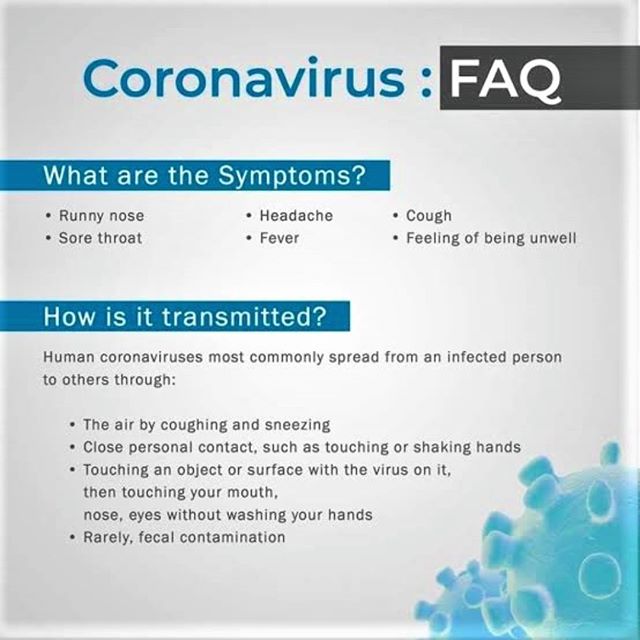 Coronavirus : FAQ
What are the Symptoms?
• Runny nose • Headache • Cough
• Sore throat • Fever • Feeling of being unwell
How is it transmitted?
Human coronaviruses most commonly spread from an infected person
to others through:
• The air by coughing and sneezing
• Close personal contact, such as touching or shaking hands
• Touching an object or surface with the virus on it,
then touching your mouth,
nose, eyes without washing your hands
• Rarely, fecal contamination